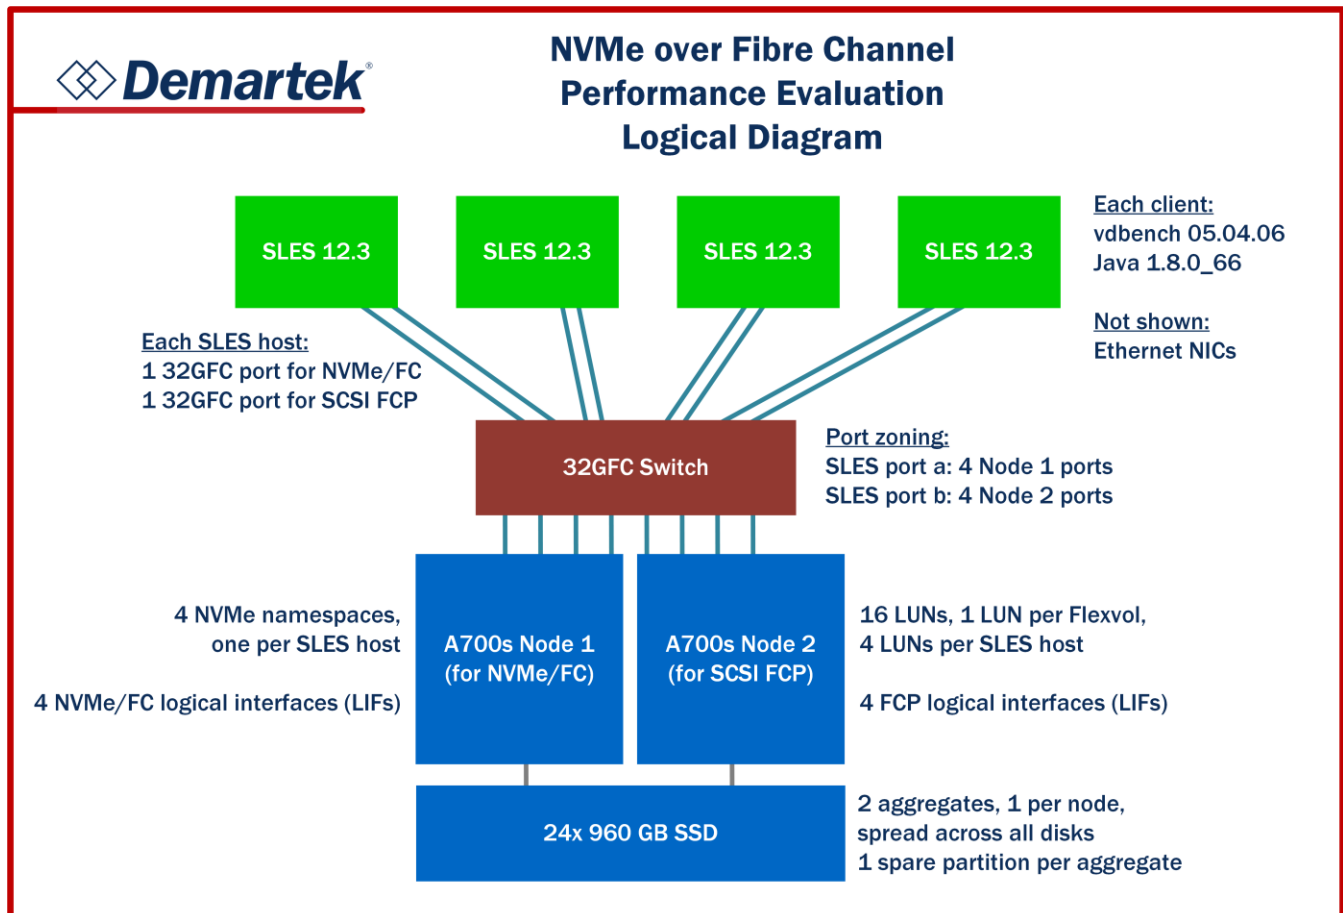 Demartek®
NVMe over Fibre Channel
Performance Evaluation
Logical Diagram
SLES 12.3
SLES 12.3
SLES 12.3
SLES 12.3
Each client:
vdbench 05.04.06
Java 1.8.0_66
Not shown:
Ethernet NICs
Each SLES host:
1 32GFC port for NVMe/FC
1 32GFC port for SCSI FCP
32GFC Switch
Port zoning:
SLES port a: 4 Node 1 ports
SLES port b: 4 Node 2 ports
4 NVMe namespaces,
one per SLES host
4 NVMe/FC logical interfaces (LIFs)
A700s Node 1
(for NVMe/FC)
A700s Node 2
(for SCSI FCP)
16 LUNs, 1 LUN per Flexvol,
4 LUNs per SLES host
4 FCP logical interfaces (LIFs)
24x 960 GB SSD
2 aggregates, 1 per node,
spread across all disks
1 spare partition per aggregate